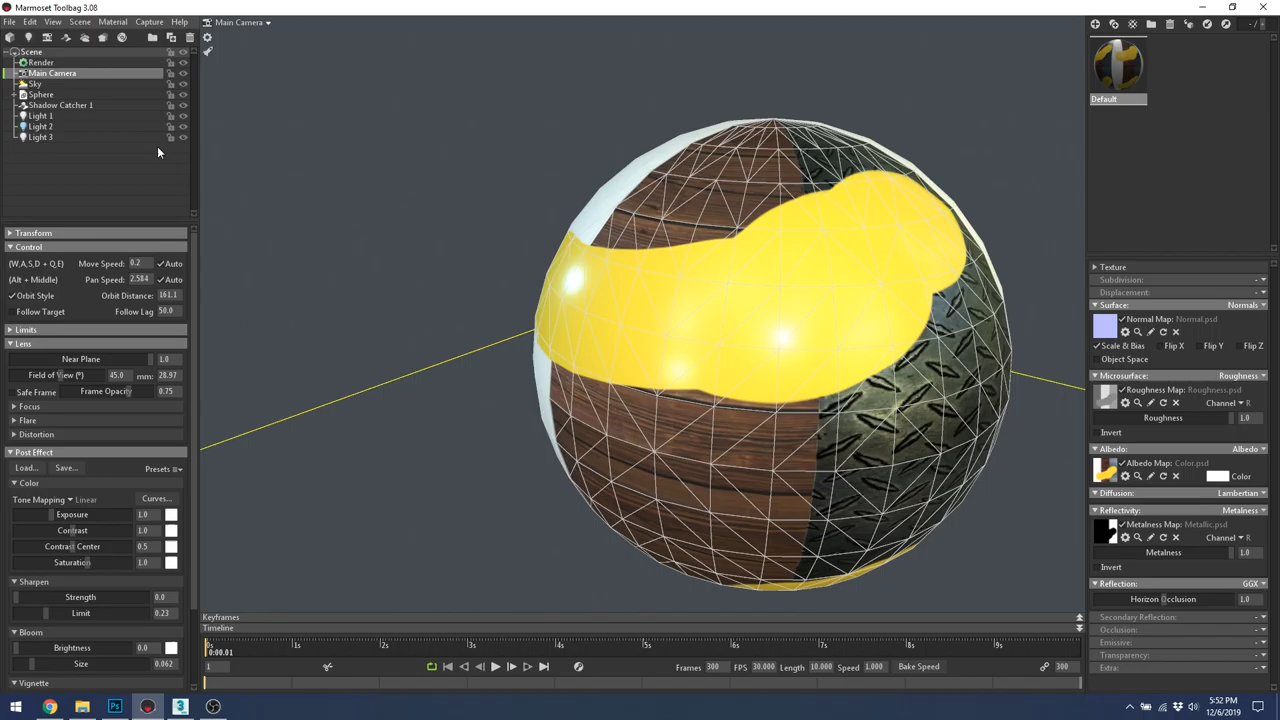 Marmoset Toolbag 3.08
File Edit View Scene Material Capture Help
Main Camera
Scene
Render
Main Camera
Sky
Sphere
Shadow Catcher 1
Light 1
Light 2
Light 3
Transform
Control
(W,A,S,D + Q,E) Move Speed: 0.2 Auto
(Alt + Middle) Pan Speed: 2.584 Auto
Orbit Style Orbit Distance: 161.1
Follow Target Follow Lag 50.0
Limits
Lens
Near Plane 1.0
Field of View (°) 45.0 mm: 28.97
Safe Frame Frame Opacity 0.75
Focus
Flare
Distortion
Post Effect
Load... Save... Presets
Color
Tone Mapping Linear Curves...
Exposure 1.0
Contrast 1.0
Contrast Center 0.5
Saturation 1.0
Sharpen
Strength 0.0
Limit 0.23
Bloom
Brightness 0.0
Size 0.062
Vignette
Keyframes
Timeline
0s 1s 2s 3s 4s 5s 6s 7s 8s 9s
0:00.01
1 Frames 300 FPS 30.000 Length 10.000 Speed 1.000 Bake Speed 300
- /
Default
Texture
Subdivision:
Displacement:
Surface: Normals
Normal Map: Normal.psd
Scale & Bias Flip X Flip Y Flip Z
Object Space
Microsurface: Roughness
Roughness Map: Roughness.psd
Channel R
Roughness 1.0
Invert
Albedo: Albedo
Albedo Map: Color.psd
Color
Diffusion: Lambertian
Reflectivity: Metalness
Metalness Map: Metallic.psd
Channel R
Metalness 1.0
Invert
Reflection: GGX
Horizon Occlusion 1.0
Secondary Reflection:
Occlusion:
Emissive:
Transparency:
Extra:
Ps
3
5:52 PM
12/6/2019